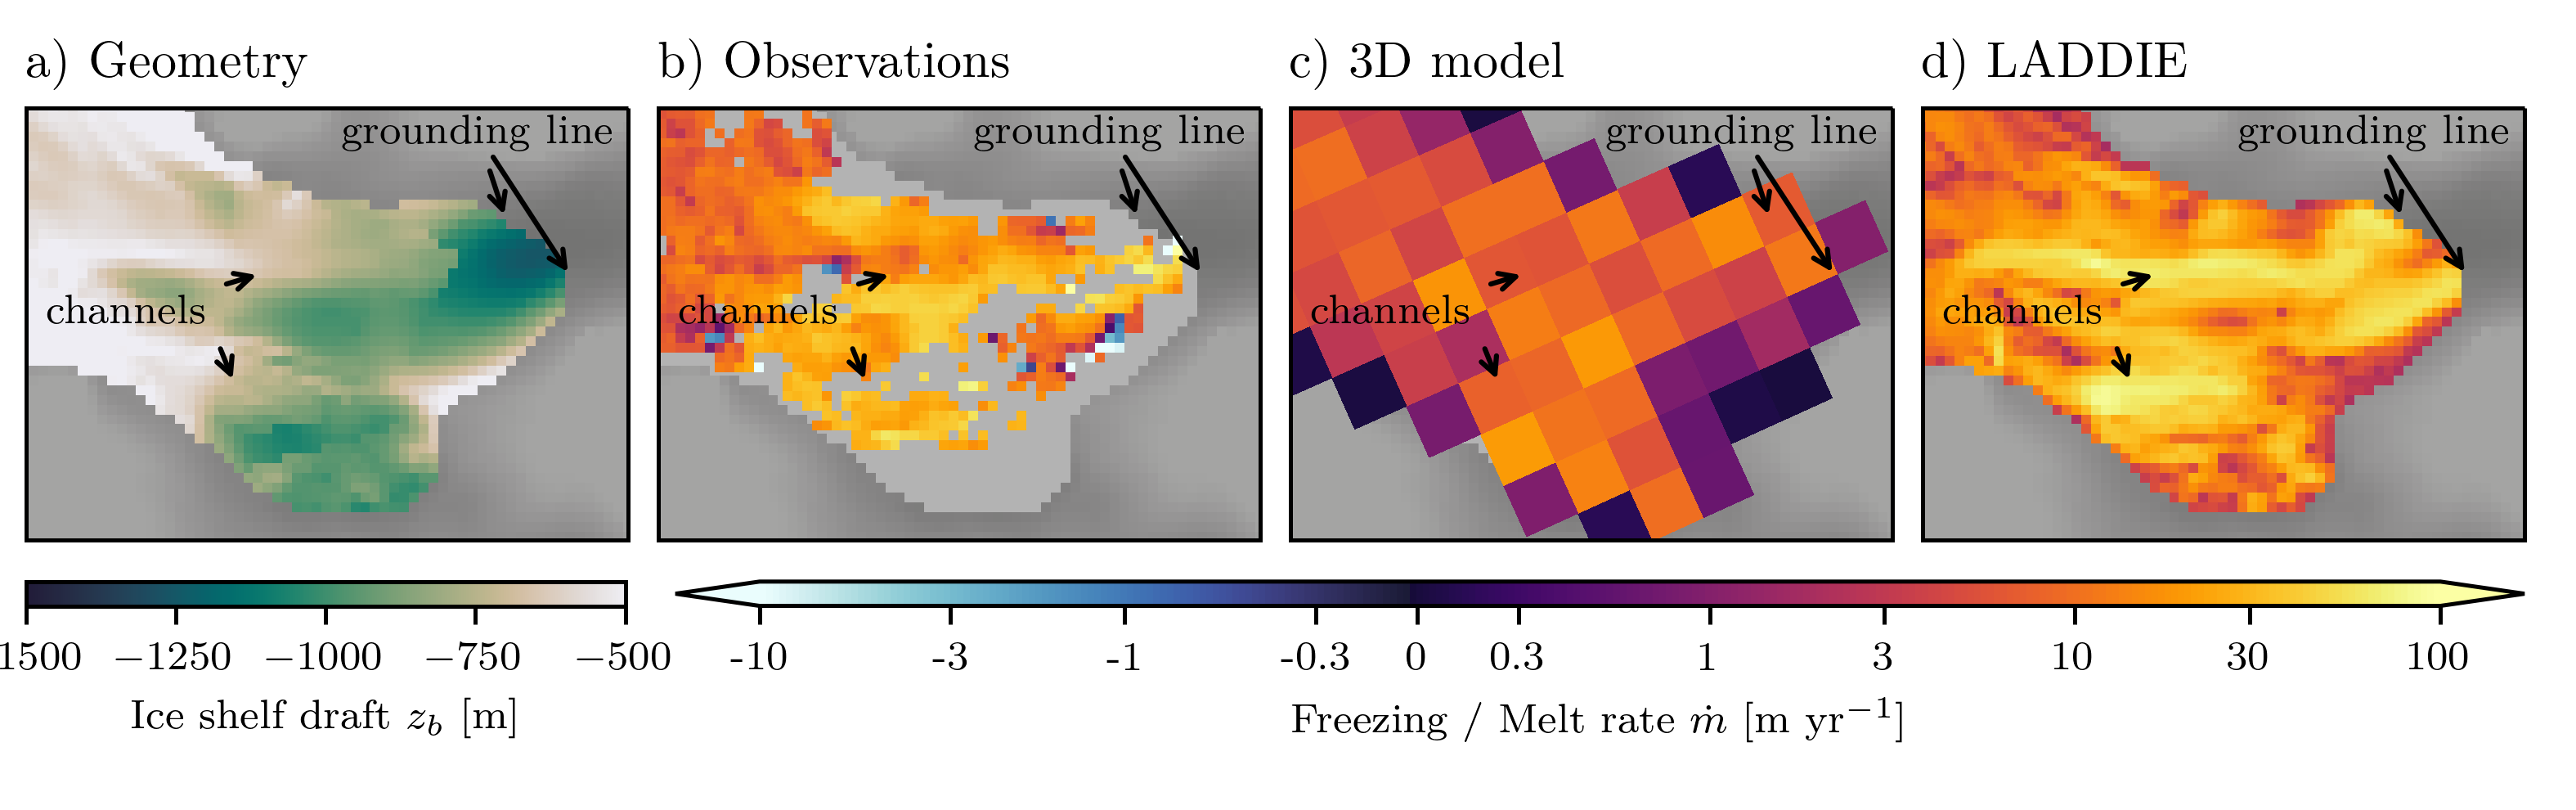 a) Geometry
b) Observations
c) 3D model
d) LADDIE
grounding line
grounding line
grounding line
grounding line
channels
channels
channels
channels
1500 −1250 −1000 −750 −500
-10 -3 -1 -0.3 0 0.3 1 3 10 30 100
Ice shelf draft z_b [m]
Freezing / Melt rate ṁ [m yr⁻¹]